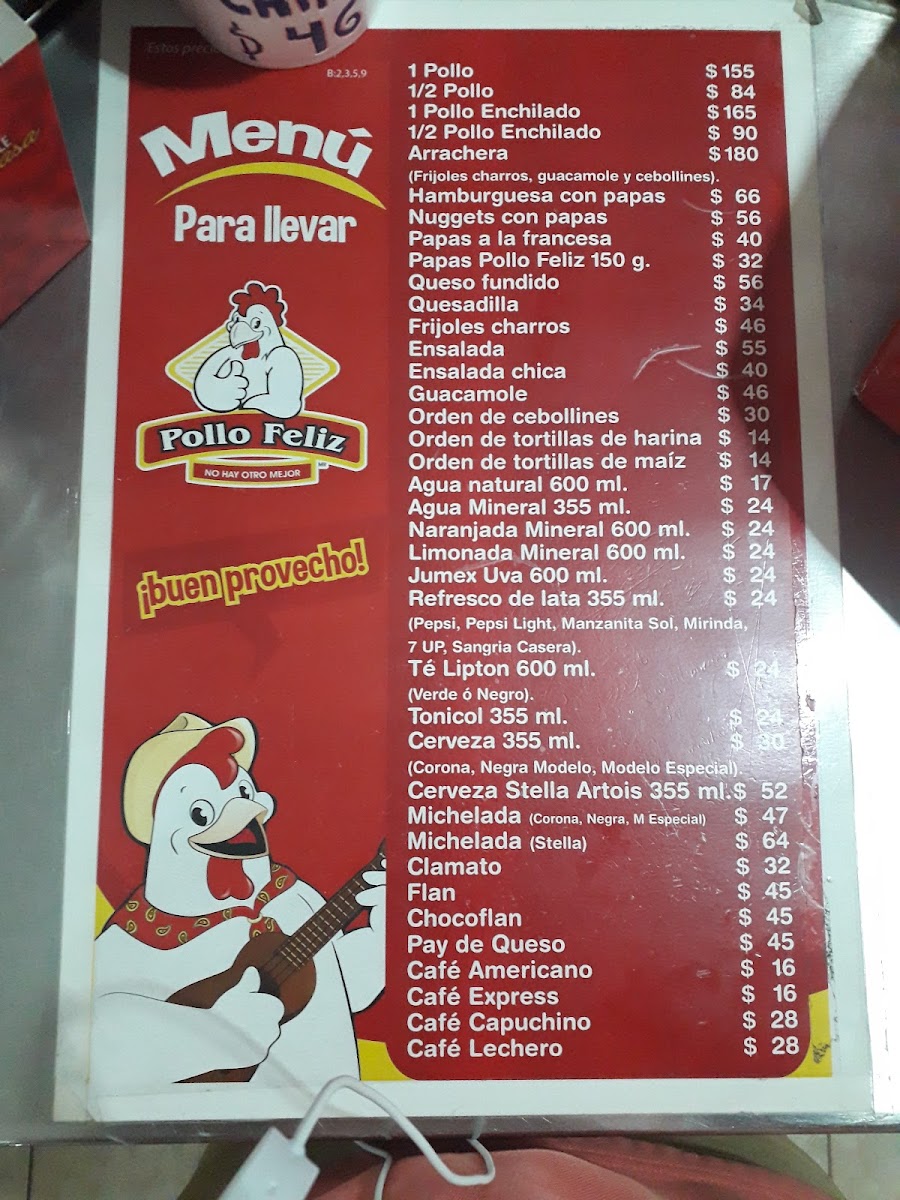 $ 46
Estos
B:2,3,5,9
Menú
Para llevar
Pollo Feliz
NO HAY OTRO MEJOR
MR
¡buen provecho!
1 Pollo $155
1/2 Pollo $ 84
1 Pollo Enchilado $165
1/2 Pollo Enchilado $ 90
Arrachera $180
(Frijoles charros, guacamole y cebollines).
Hamburguesa con papas $ 66
Nuggets con papas $ 56
Papas a la francesa $ 40
Papas Pollo Feliz 150 g. $ 32
Queso fundido $ 56
Quesadilla $ 34
Frijoles charros $ 46
Ensalada $ 55
Ensalada chica $ 40
Guacamole $ 46
Orden de cebollines $ 30
Orden de tortillas de harina $ 14
Orden de tortillas de maíz $ 14
Agua natural 600 ml. $ 17
Agua Mineral 355 ml. $ 24
Naranjada Mineral 600 ml. $ 24
Limonada Mineral 600 ml. $ 24
Jumex Uva 600 ml. $ 24
Refresco de lata 355 ml. $ 24
(Pepsi, Pepsi Light, Manzanita Sol, Mirinda,
7 UP, Sangria Casera).
Té Lipton 600 ml. $ 24
(Verde ó Negro).
Tonicol 355 ml. $ 24
Cerveza 355 ml. $ 30
(Corona, Negra Modelo, Modelo Especial).
Cerveza Stella Artois 355 ml.$ 52
Michelada (Corona, Negra, M Especial) $ 47
Michelada (Stella) $ 64
Clamato $ 32
Flan $ 45
Chocoflan $ 45
Pay de Queso $ 45
Café Americano $ 16
Café Express $ 16
Café Capuchino $ 28
Café Lechero $ 28